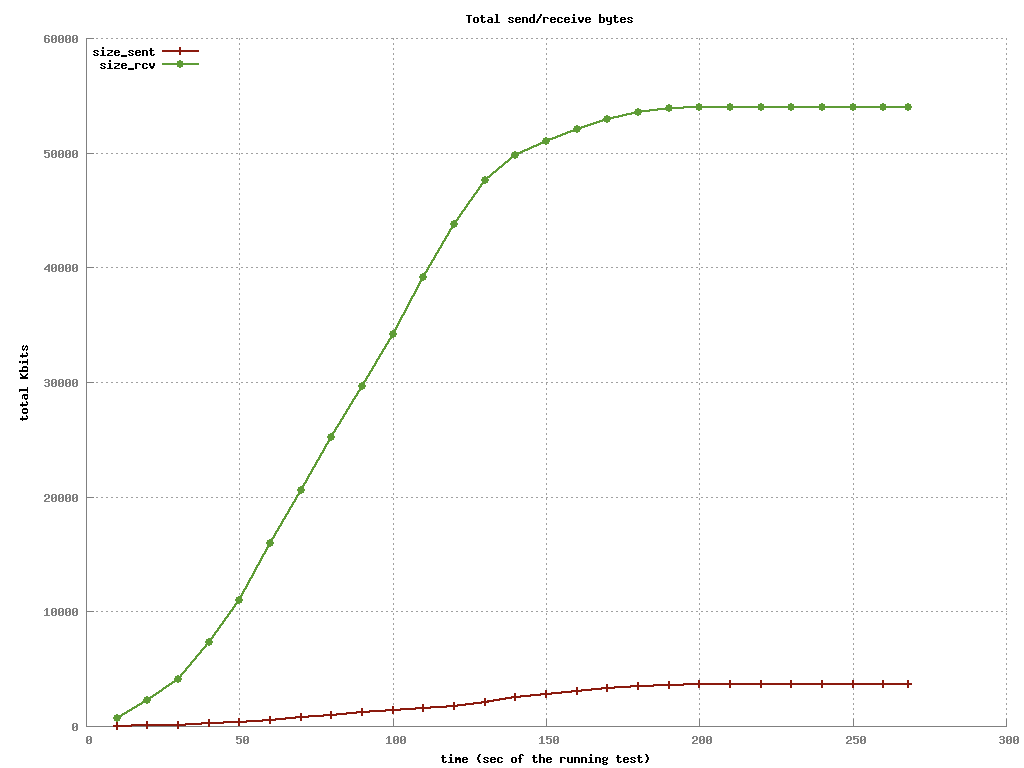 Total send/receive bytes
60000
size_sent
size_rcv
50000
40000
total Kbits
30000
20000
10000
0
0 50 100 150 200 250 300
time (sec of the running test)